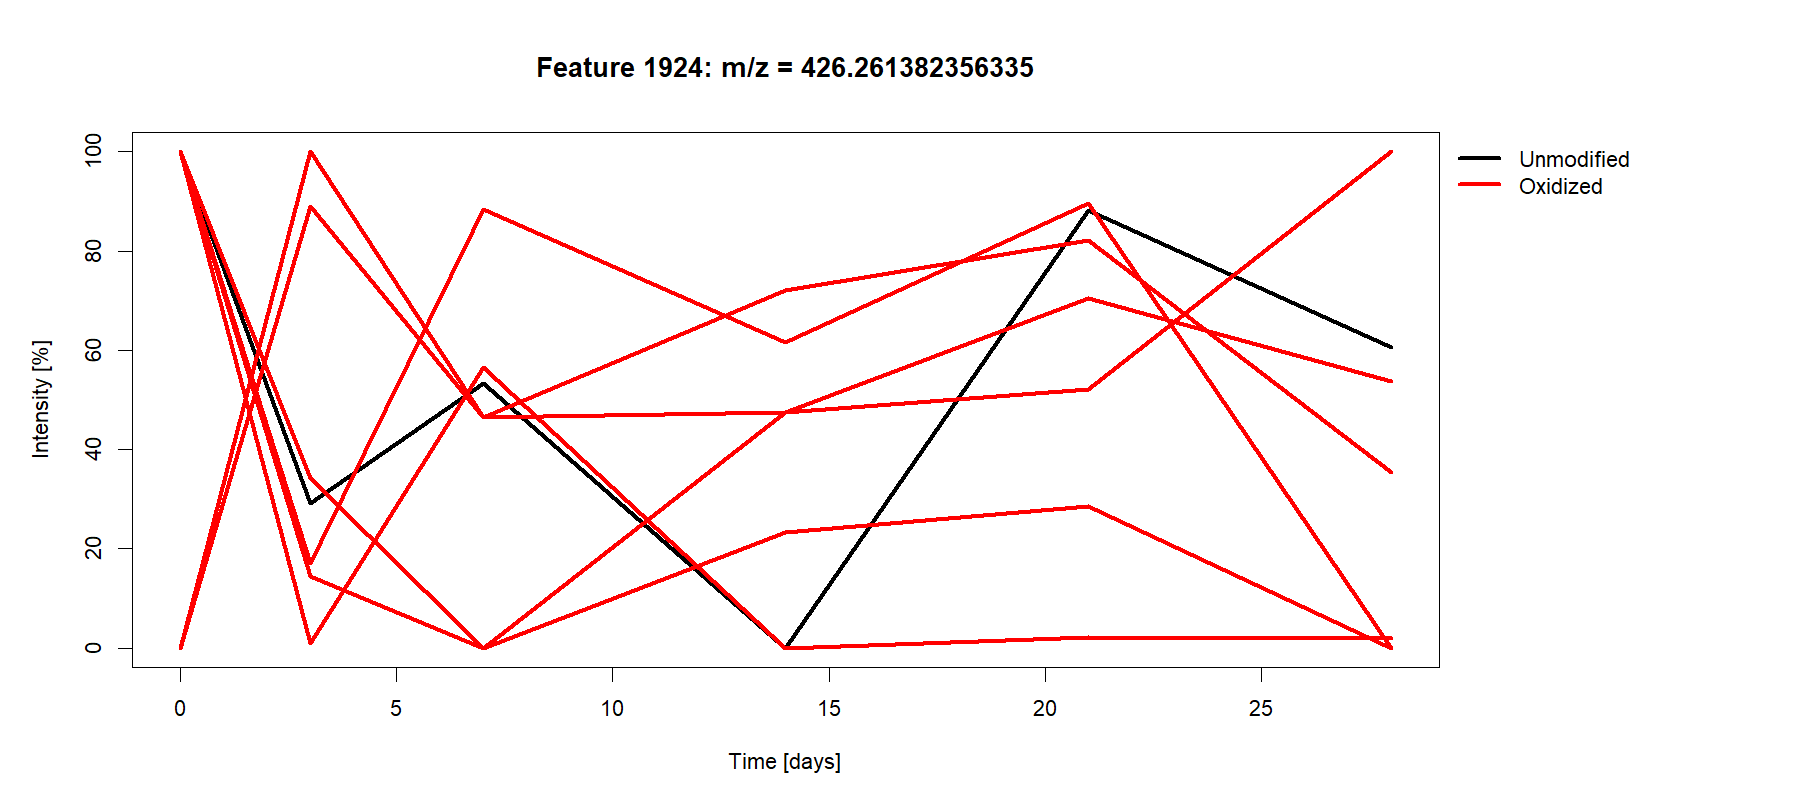 Feature 1924: m/z = 426.261382356335
Unmodified
Oxidized
Intensity [%]
100
80
60
40
20
0
0 5 10 15 20 25
Time [days]